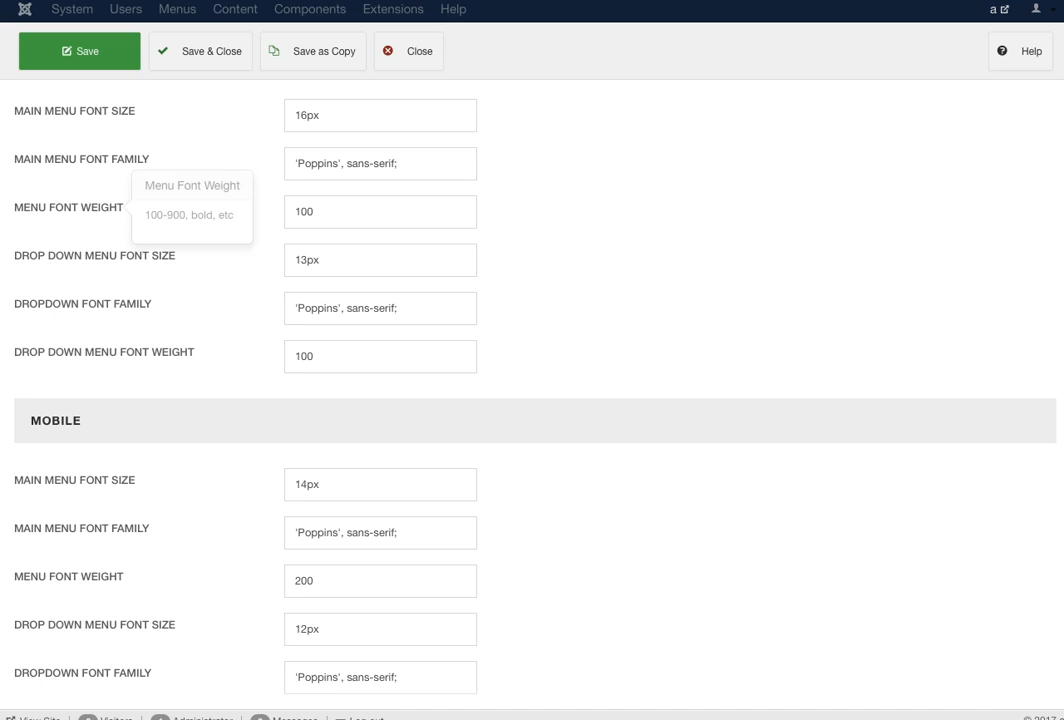 System Users Menus Content Components Extensions Help a
Save Save & Close Save as Copy Close Help
MAIN MENU FONT SIZE 16px
MAIN MENU FONT FAMILY 'Poppins', sans-serif;
Menu Font Weight
MENU FONT WEIGHT 100
100-900, bold, etc
DROP DOWN MENU FONT SIZE 13px
DROPDOWN FONT FAMILY 'Poppins', sans-serif;
DROP DOWN MENU FONT WEIGHT 100
MOBILE
MAIN MENU FONT SIZE 14px
MAIN MENU FONT FAMILY 'Poppins', sans-serif;
MENU FONT WEIGHT 200
DROP DOWN MENU FONT SIZE 12px
DROPDOWN FONT FAMILY 'Poppins', sans-serif;
View Site Visitors Administrator Messages Log out © 2017